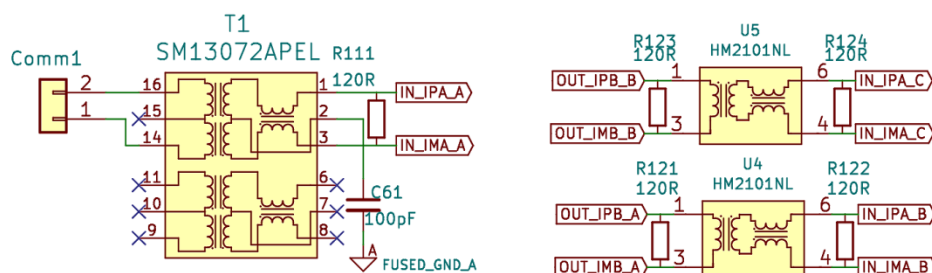 T1
SM13072APEL
Comm1
2
1
16
15
14
11
10
9
1
2
3
6
7
8
R111
120R
IN_IPA_A
IN_IMA_A
C61
100pF
A
FUSED_GND_A
U5
HM2101NL
R123
120R
R124
120R
OUT_IPB_B
1
6
IN_IPA_C
OUT_IMB_B
3
4
IN_IMA_C
U4
HM2101NL
R121
120R
R122
120R
OUT_IPB_A
1
6
IN_IPA_B
OUT_IMB_A
3
4
IN_IMA_B